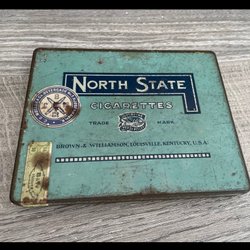 NORTH STATE
CIGARETTES
TRADE MARK
BROWN & WILLIAMSON, LOUISVILLE, KENTUCKY, U.S.A.